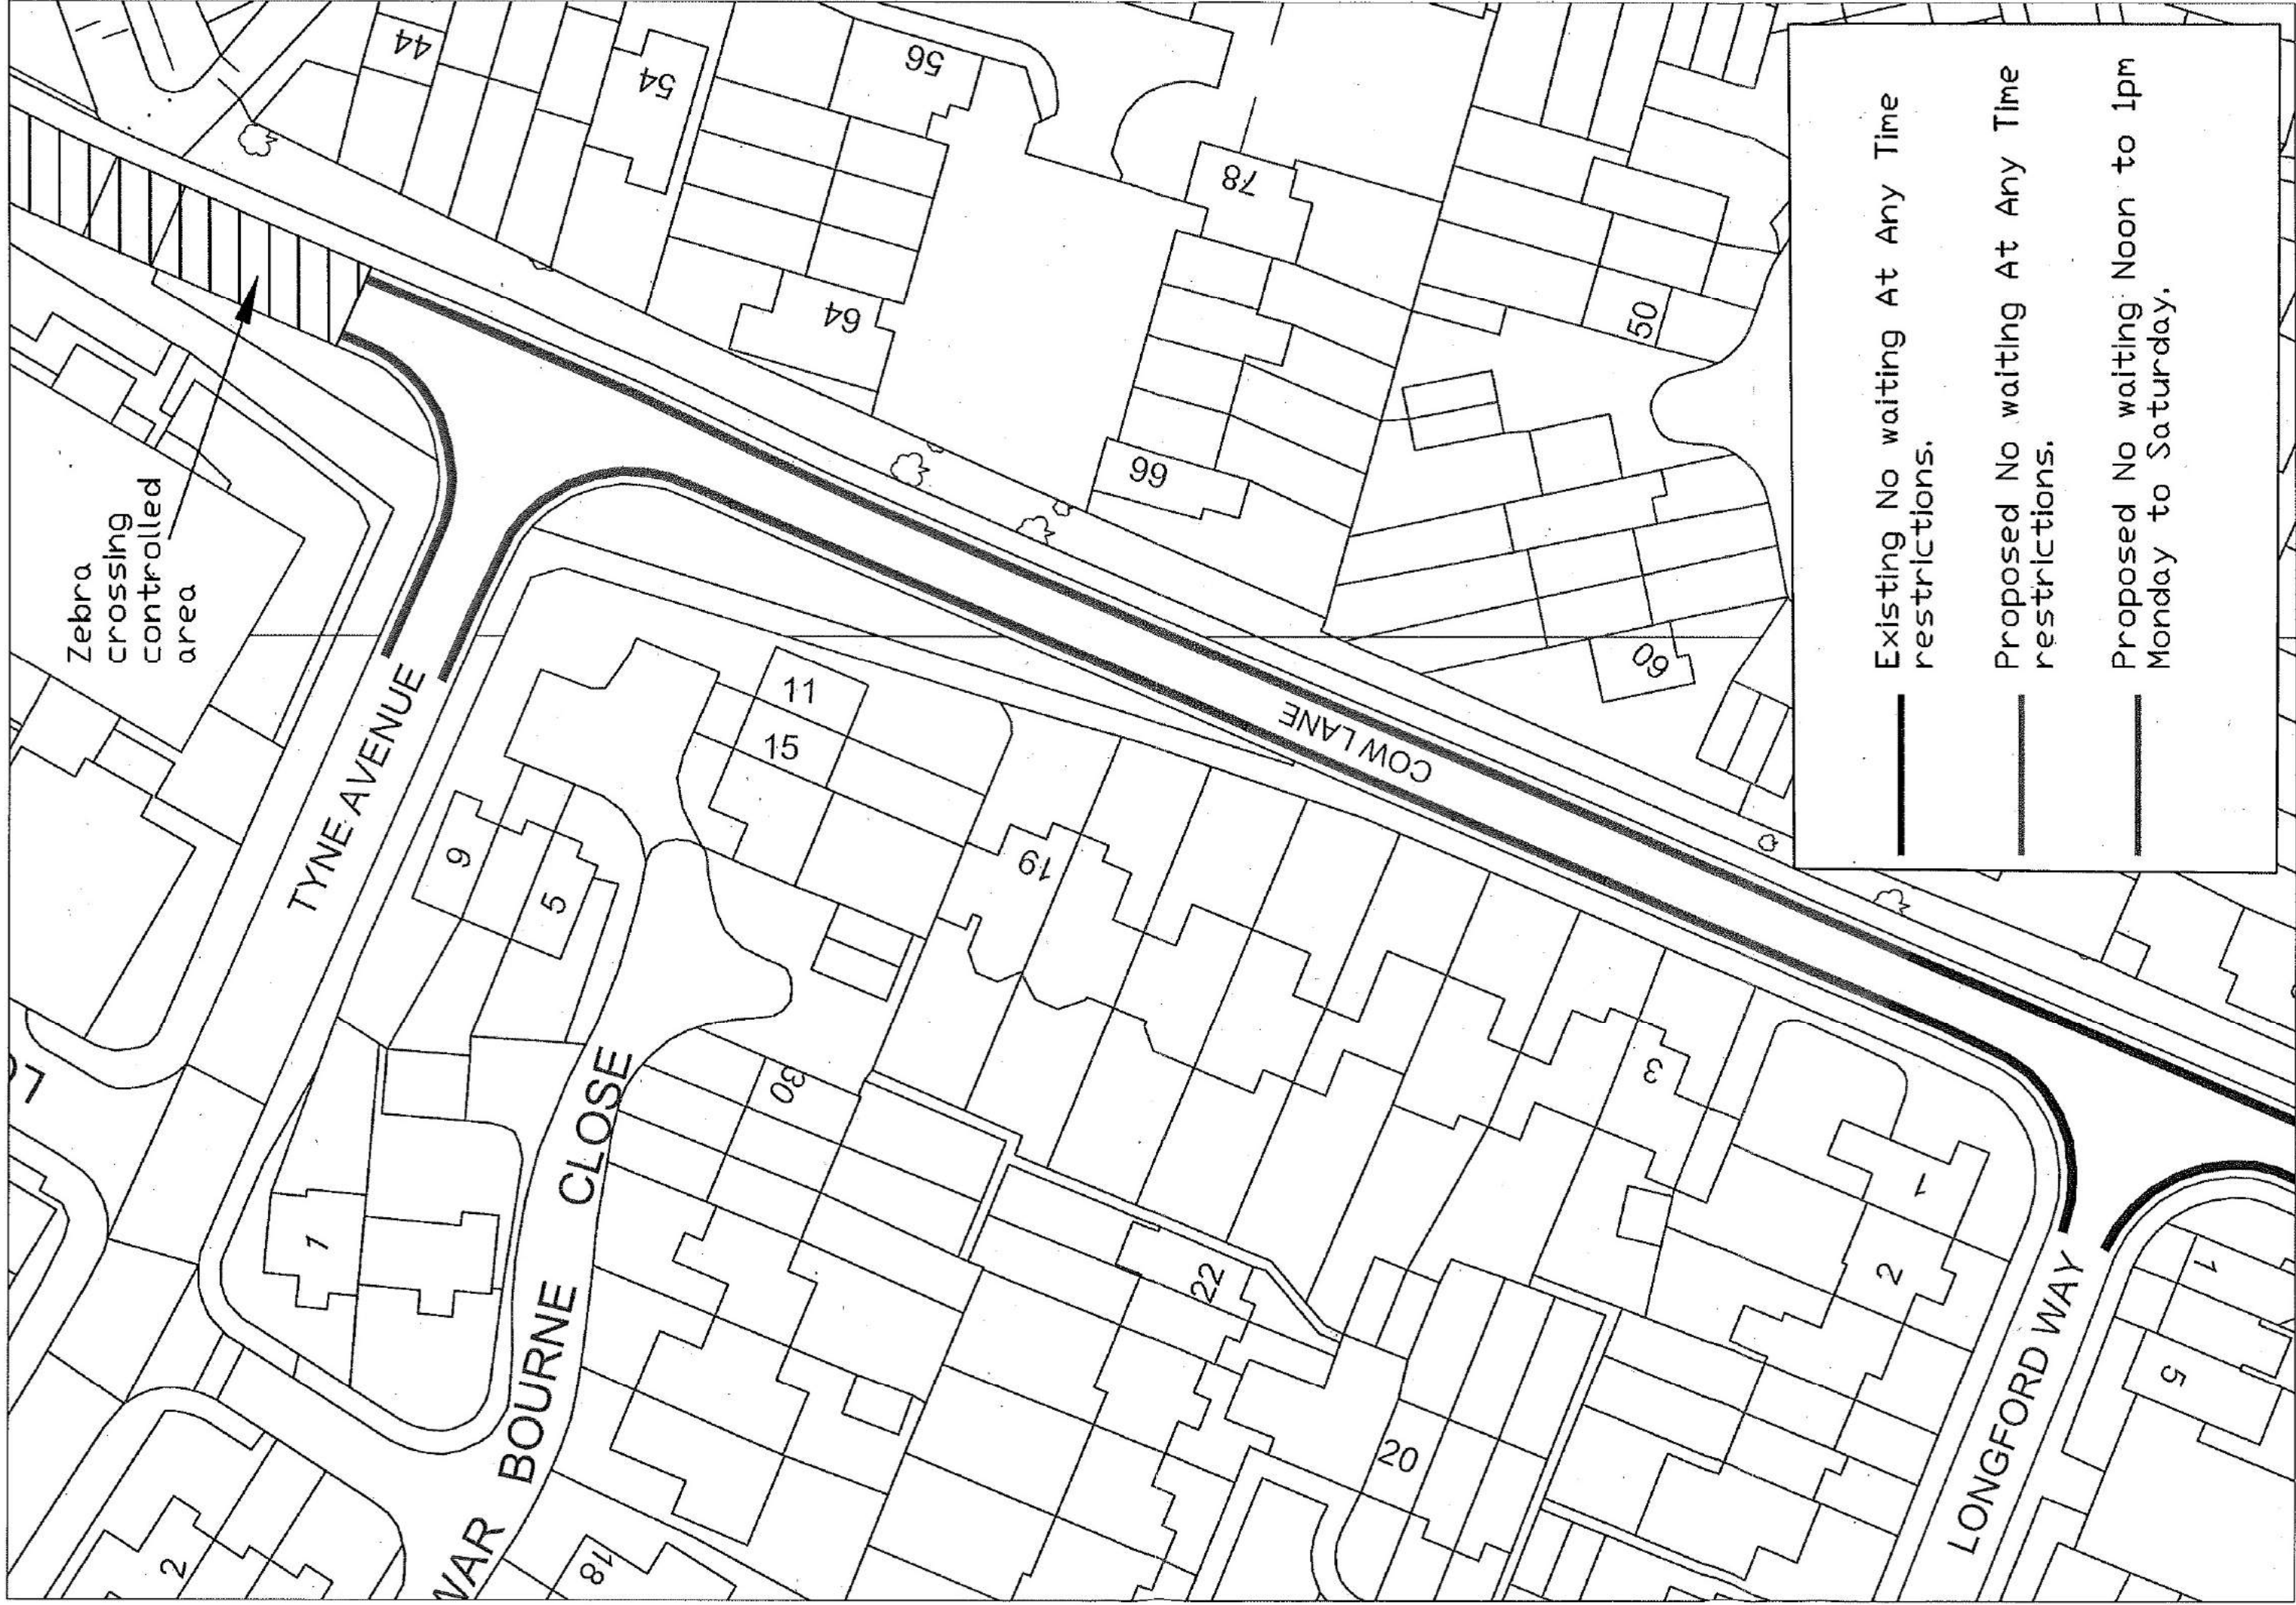 Zebra
crossing
controlled
area
TYNE AVENUE
COW LANE
BOURNE CLOSE
LONGFORD WAY
44
54
56
64
78
66
50
60
11
15
19
9
5
1
30
3
1
2
22
20
18
2
1
5
Existing No waiting At Any Time
restrictions.
Proposed No waiting At Any Time
restrictions.
Proposed No waiting Noon to 1pm
Monday to Saturday.